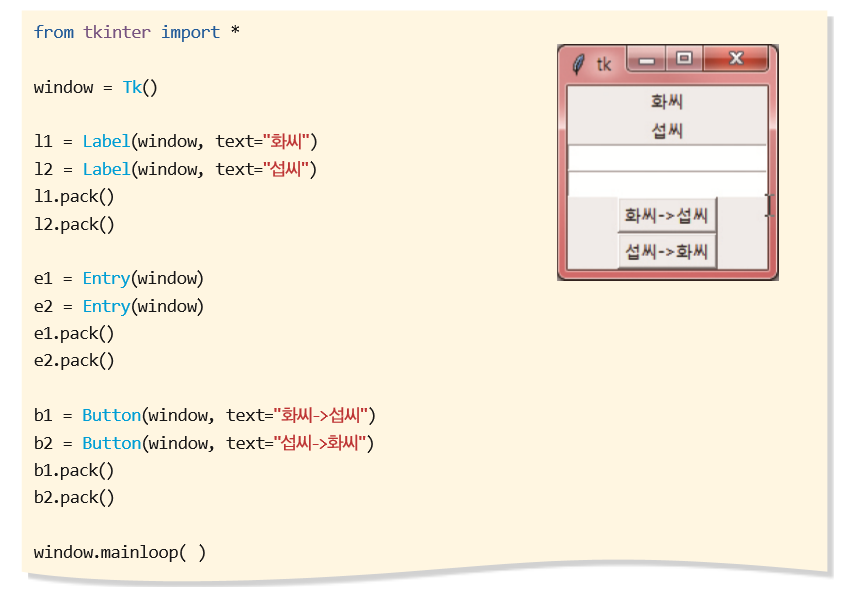 from tkinter import *
window = Tk()
l1 = Label(window, text="화씨")
l2 = Label(window, text="섭씨")
l1.pack()
l2.pack()
e1 = Entry(window)
e2 = Entry(window)
e1.pack()
e2.pack()
b1 = Button(window, text="화씨->섭씨")
b2 = Button(window, text="섭씨->화씨")
b1.pack()
b2.pack()
window.mainloop( )
tk
화씨
섭씨
화씨->섭씨
섭씨->화씨